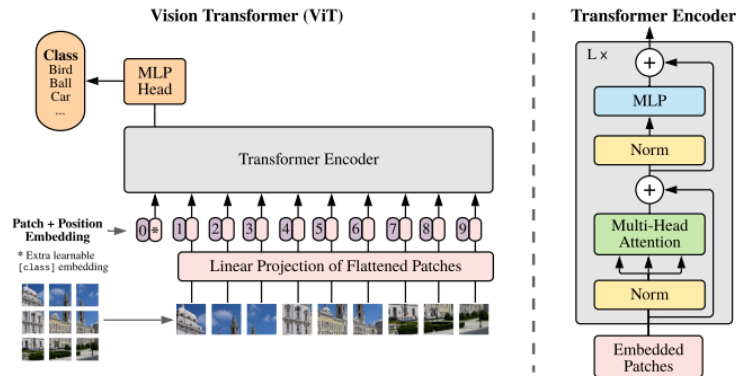 Vision Transformer (ViT)
Class
Bird
Ball
Car
...
MLP
Head
Transformer Encoder
Patch + Position
Embedding
* Extra learnable
[class] embedding
0 * 1 2 3 4 5 6 7 8 9
Linear Projection of Flattened Patches
Transformer Encoder
L x
+
MLP
Norm
+
Multi-Head
Attention
Norm
Embedded
Patches